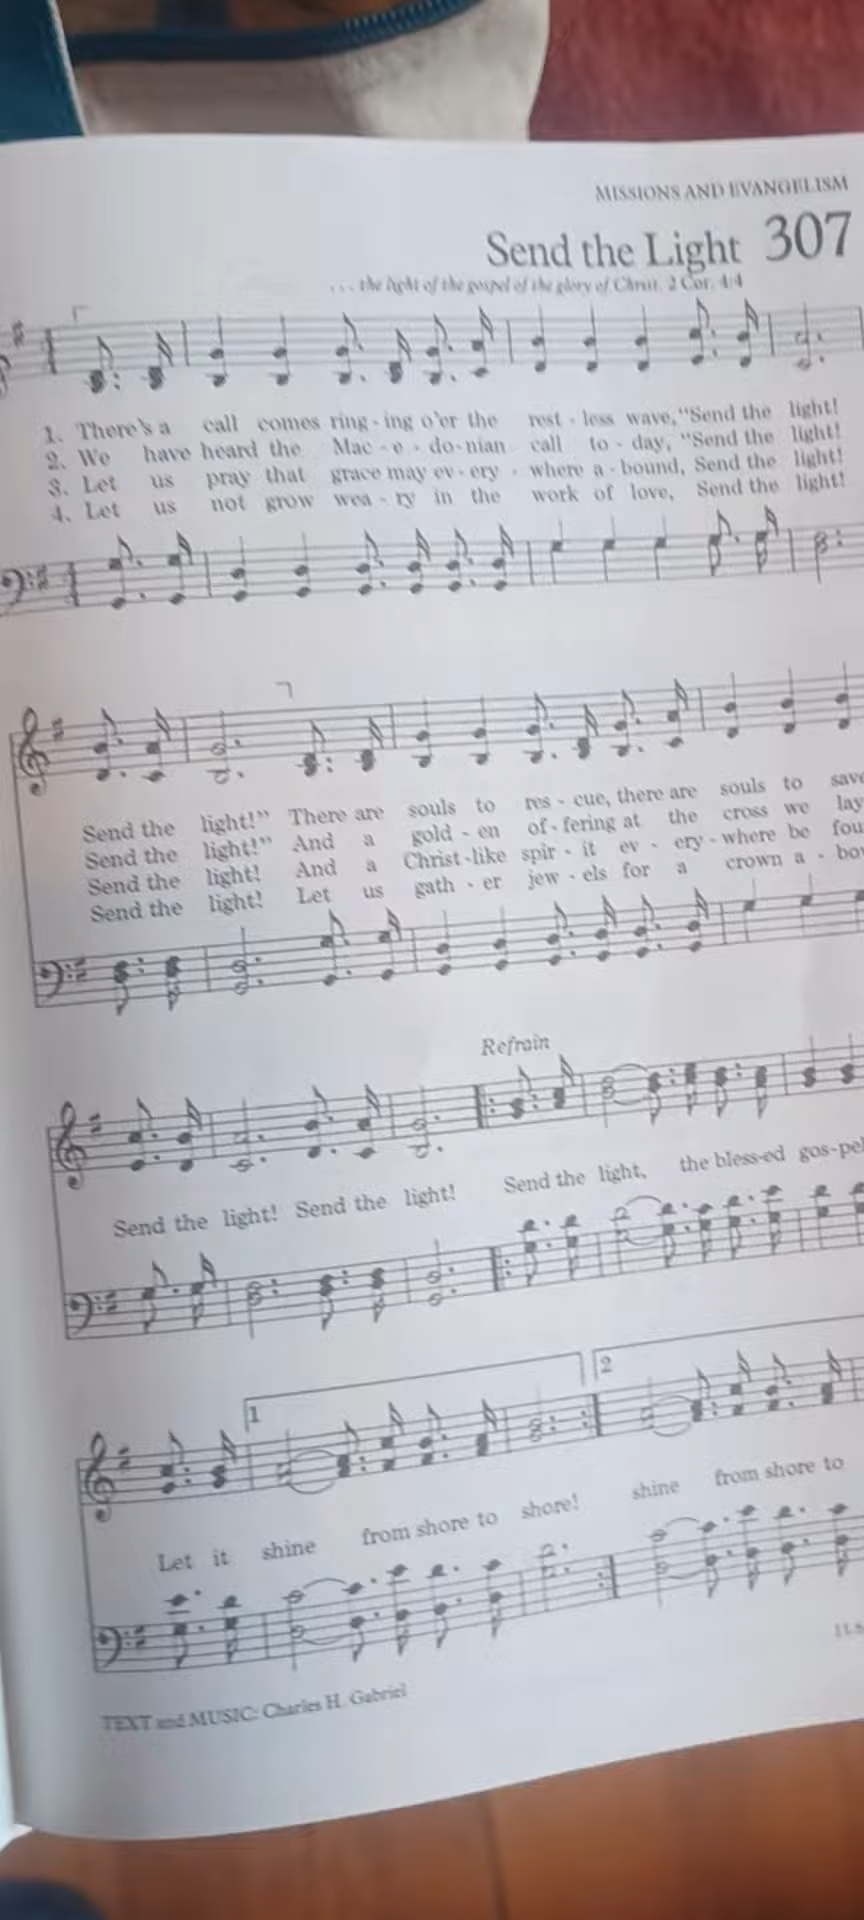 MISSIONS AND EVANGELISM
Send the Light 307
. . . the light of the gospel of the glory of Christ. 2 Cor. 4:4
1. There's a call comes ring - ing o'er the rest - less wave, "Send the light!
2. We have heard the Mac - e - do - nian call to - day, "Send the light!
3. Let us pray that grace may ev - ery - where a - bound, Send the light!
4. Let us not grow wea - ry in the work of love, Send the light!
Send the light!" There are souls to res - cue, there are souls to save
Send the light!" And a gold - en of - fering at the cross we lay
Send the light! And a Christ - like spir - it ev - ery - where be fou
Send the light! Let us gath - er jew - els for a crown a - bov
Refrain
Send the light! Send the light! Send the light, the bless-ed gos-pel
1 2
Let it shine from shore to shore! shine from shore to
TEXT and MUSIC: Charles H. Gabriel